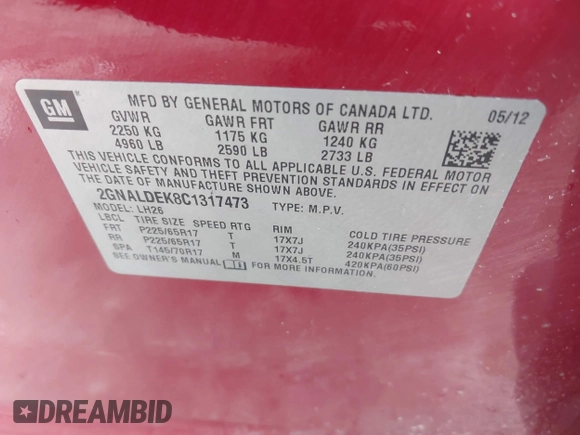 GM
MFD BY GENERAL MOTORS OF CANADA LTD. 05/12
GVWR GAWR FRT GAWR RR
2250 KG 1175 KG 1240 KG
4960 LB 2590 LB 2733 LB
THIS VEHICLE CONFORMS TO ALL APPLICABLE U.S. FEDERAL MOTOR
VEHICLE SAFETY AND THEFT PREVENTION STANDARDS IN EFFECT ON
THE DATE OF MANUFACTURE SHOWN ABOVE.
2GNALDEK8C1317473 TYPE: M.P.V.
MODEL: LH26
LBCL TIRE SIZE SPEED RTG RIM COLD TIRE PRESSURE
FRT P225/65R17 T 17X7J 240KPA(35PSI)
RR P225/65R17 T 17X7J 240KPA(35PSI)
SPA T145/70R17 M 17X4.5T 420KPA(60PSI)
SEE OWNER'S MANUAL FOR MORE INFORMATION.
DREAMBID